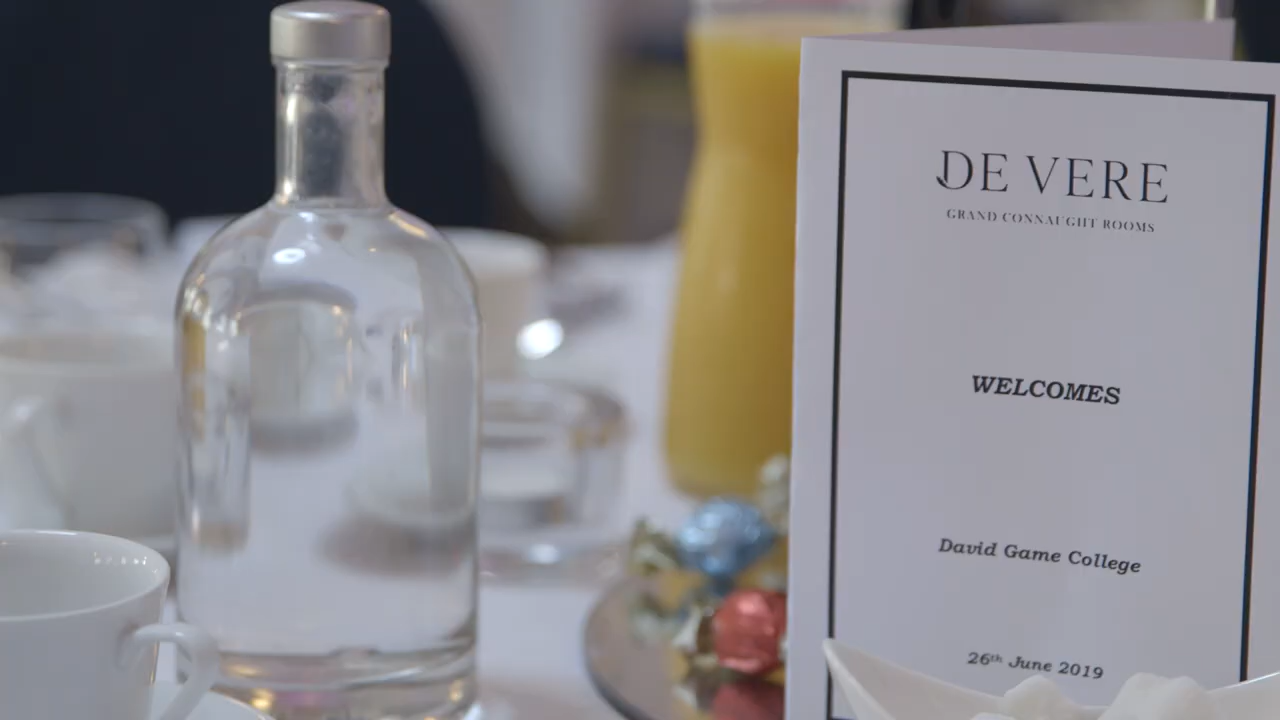 DE VERE
GRAND CONNAUGHT ROOMS
WELCOMES
David Game College
26th June 2019